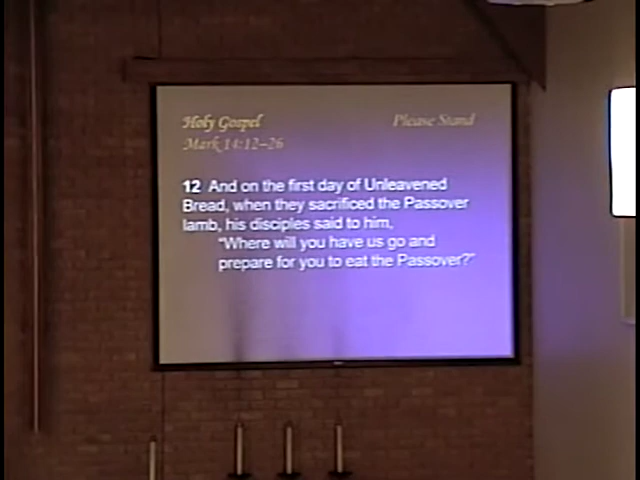 Holy Gospel Please Stand
Mark 14:12–26
12 And on the first day of Unleavened
Bread, when they sacrificed the Passover
lamb, his disciples said to him,
“Where will you have us go and
prepare for you to eat the Passover?”